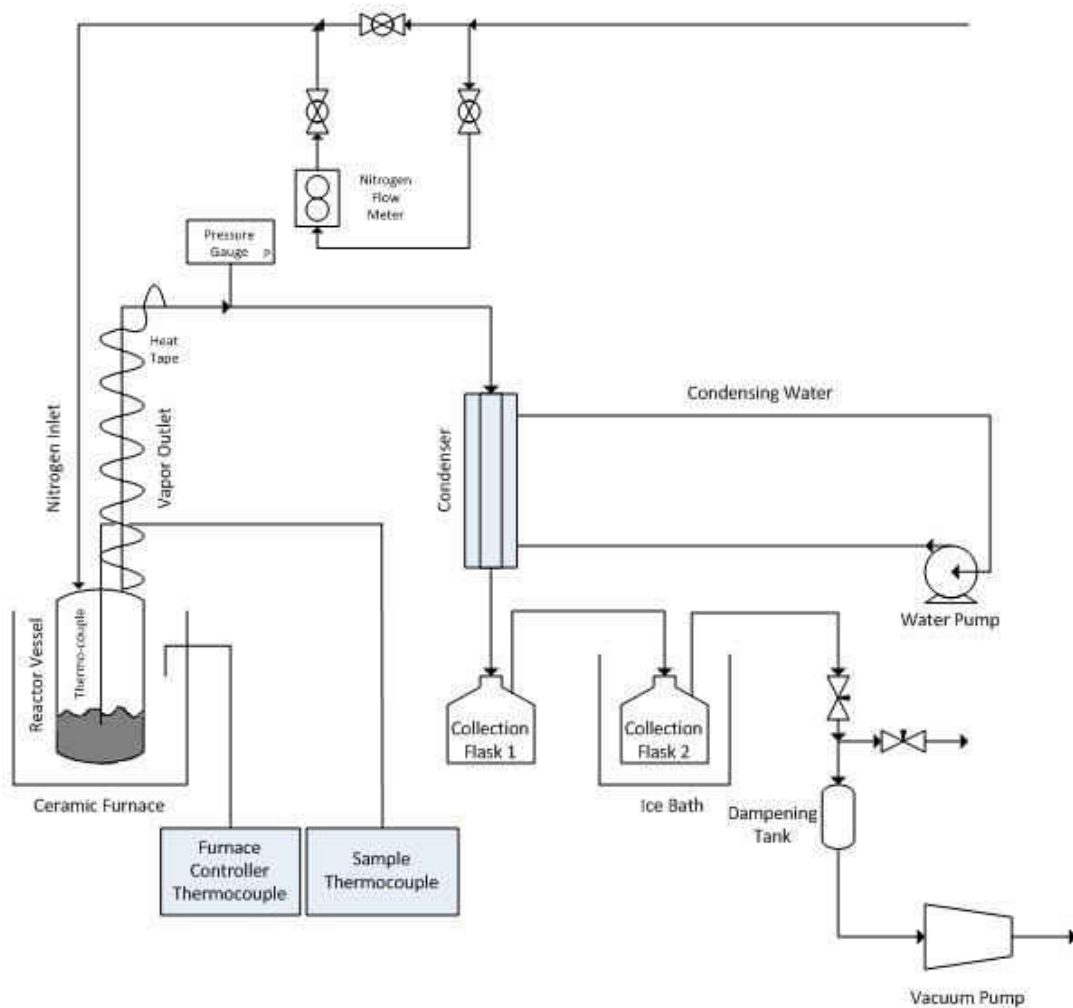 Nitrogen
Flow
Meter
Pressure
Gauge P
Heat
Tape
Nitrogen Inlet
Vapor Outlet
Condensing Water
Condenser
Water Pump
Reactor Vessel
Thermo-couple
Collection
Flask 1
Collection
Flask 2
Ceramic Furnace
Ice Bath
Dampening
Tank
Furnace
Controller
Thermocouple
Sample
Thermocouple
Vacuum Pump